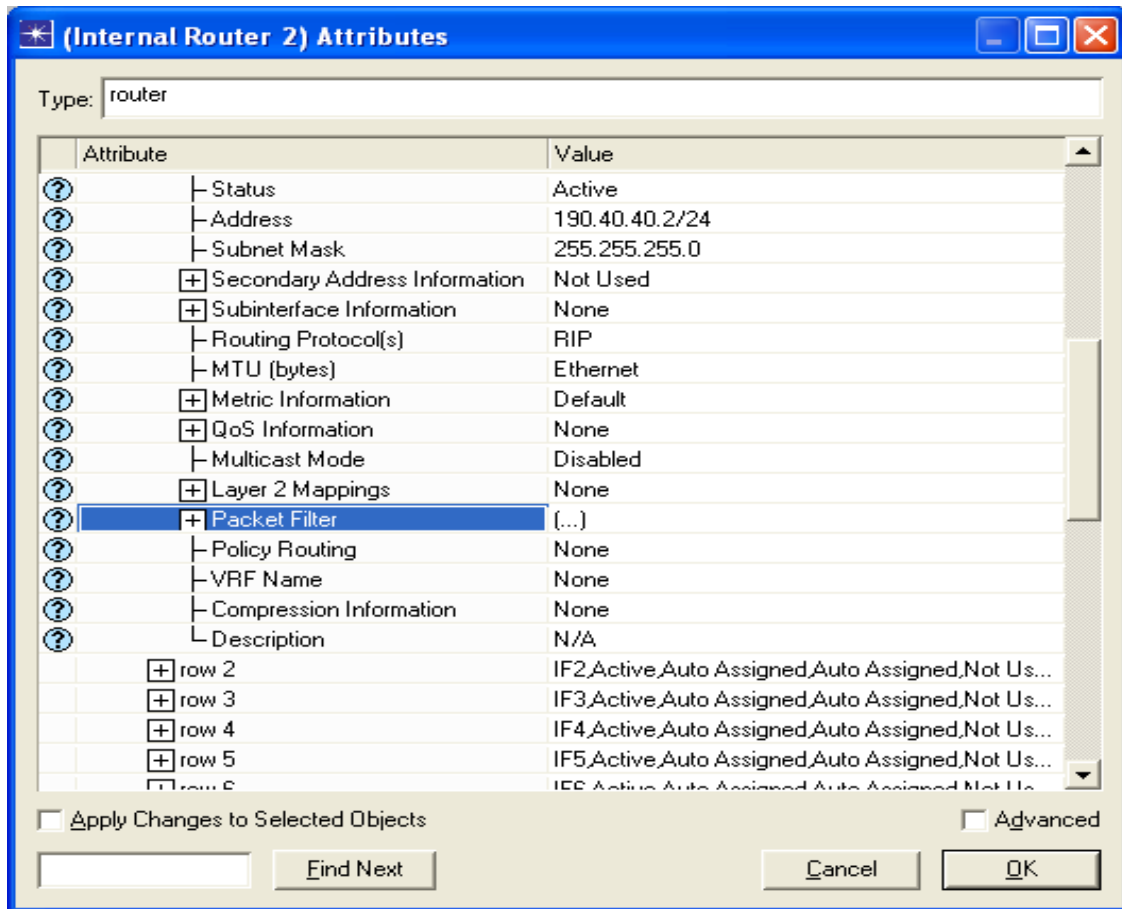 (Internal Router 2) Attributes
Type: router
Attribute Value
Status Active
Address 190.40.40.2/24
Subnet Mask 255.255.255.0
Secondary Address Information Not Used
Subinterface Information None
Routing Protocol(s) RIP
MTU (bytes) Ethernet
Metric Information Default
QoS Information None
Multicast Mode Disabled
Layer 2 Mappings None
Packet Filter (...)
Policy Routing None
VRF Name None
Compression Information None
Description N/A
row 2 IF2,Active,Auto Assigned,Auto Assigned,Not Us...
row 3 IF3,Active,Auto Assigned,Auto Assigned,Not Us...
row 4 IF4,Active,Auto Assigned,Auto Assigned,Not Us...
row 5 IF5,Active,Auto Assigned,Auto Assigned,Not Us...
Apply Changes to Selected Objects Advanced
Find Next Cancel OK